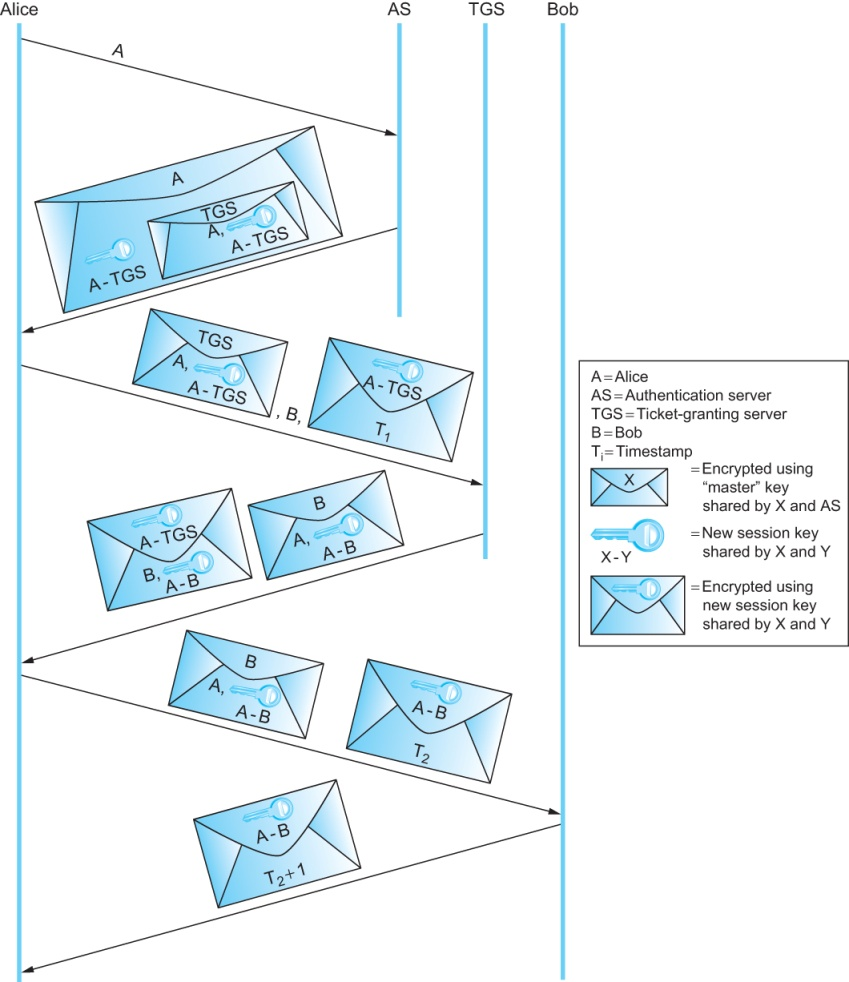 Alice
AS
TGS
Bob
A
A
TGS
A,
A-TGS
A-TGS
TGS
A,
A-TGS
, B,
A-TGS
T1
A-TGS
B,
A-B
B
A,
A-B
B
A,
A-B
A-B
T2
A-B
T2+1
A=Alice
AS=Authentication server
TGS=Ticket-granting server
B=Bob
Ti=Timestamp
X
=Encrypted using
“master” key
shared by X and AS
X-Y
=New session key
shared by X and Y
=Encrypted using
new session key
shared by X and Y